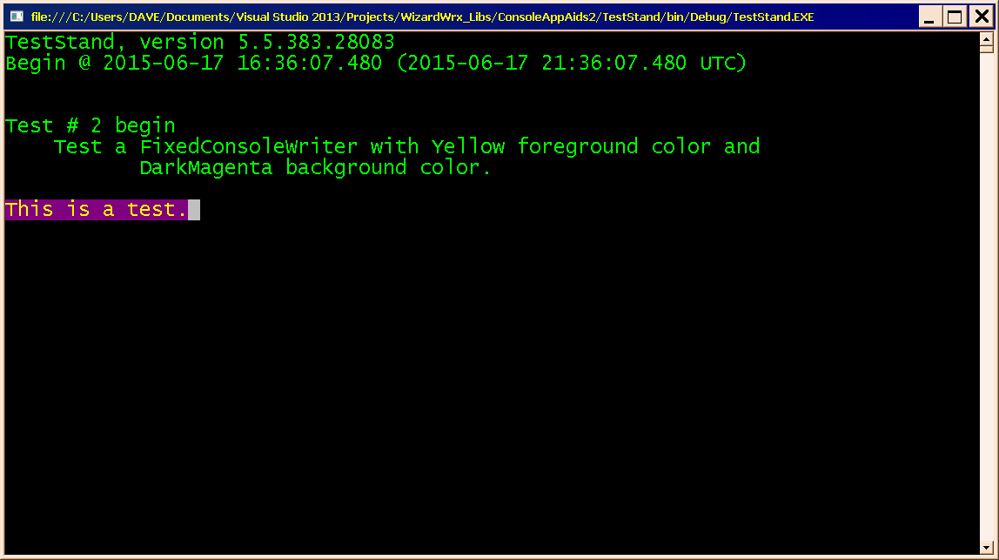 file:///C:/Users/DAVE/Documents/Visual Studio 2013/Projects/WizardWrx_Libs/ConsoleAppAids2/TestStand/bin/Debug/TestStand.EXE
TestStand, version 5.5.383.28083
Begin @ 2015-06-17 16:36:07.480 (2015-06-17 21:36:07.480 UTC)
Test # 2 begin
Test a FixedConsoleWriter with Yellow foreground color and
DarkMagenta background color.
This is a test.